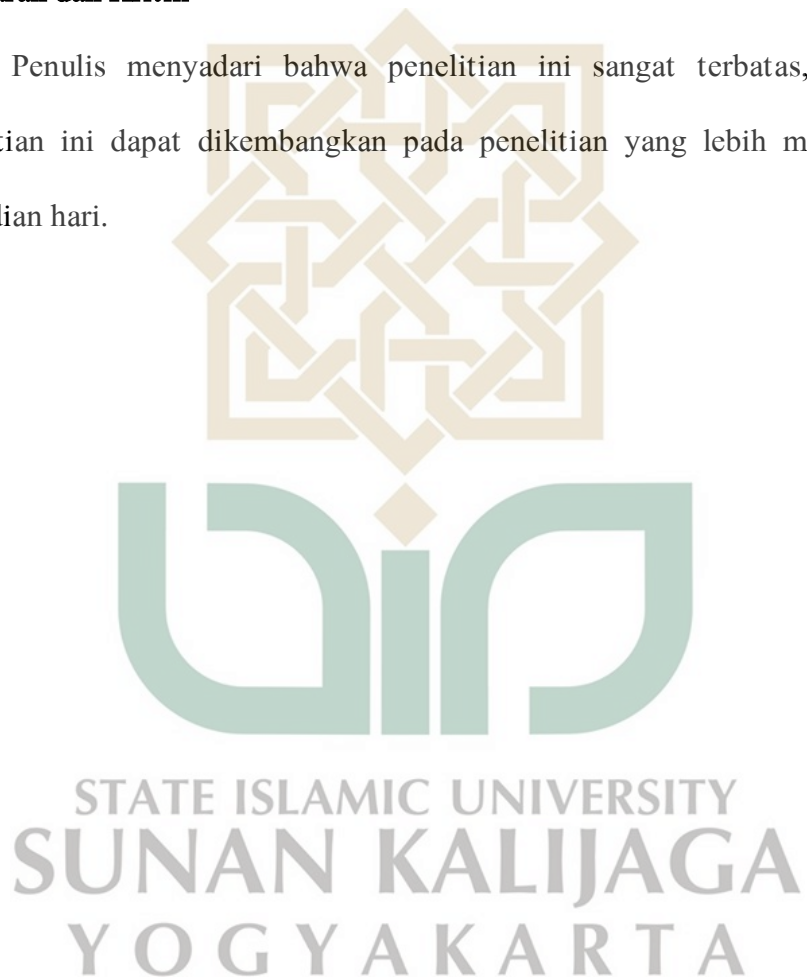 Penulis menyadari bahwa penelitian ini sangat terbatas,
tian ini dapat dikembangkan pada penelitian yang lebih m
dian hari.
STATE ISLAMIC UNIVERSITY
SUNAN KALIJAGA
YOGYAKARTA